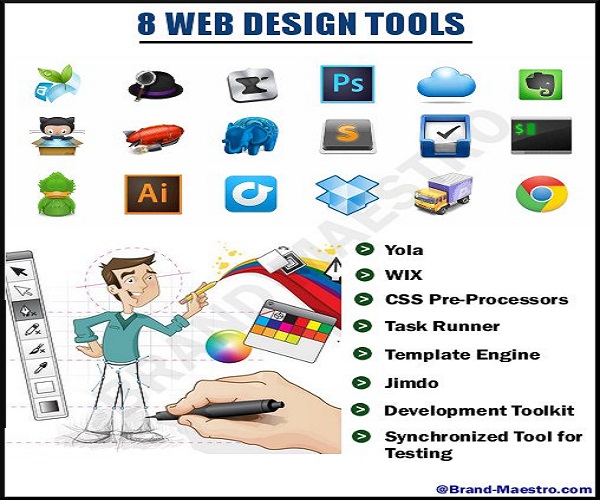 8 WEB DESIGN TOOLS
Ps
S
$
Ai
Yola
WIX
CSS Pre-Processors
Task Runner
Template Engine
Jimdo
Development Toolkit
Synchronized Tool for
Testing
BRAND-MAESTRO
@Brand-Maestro.com